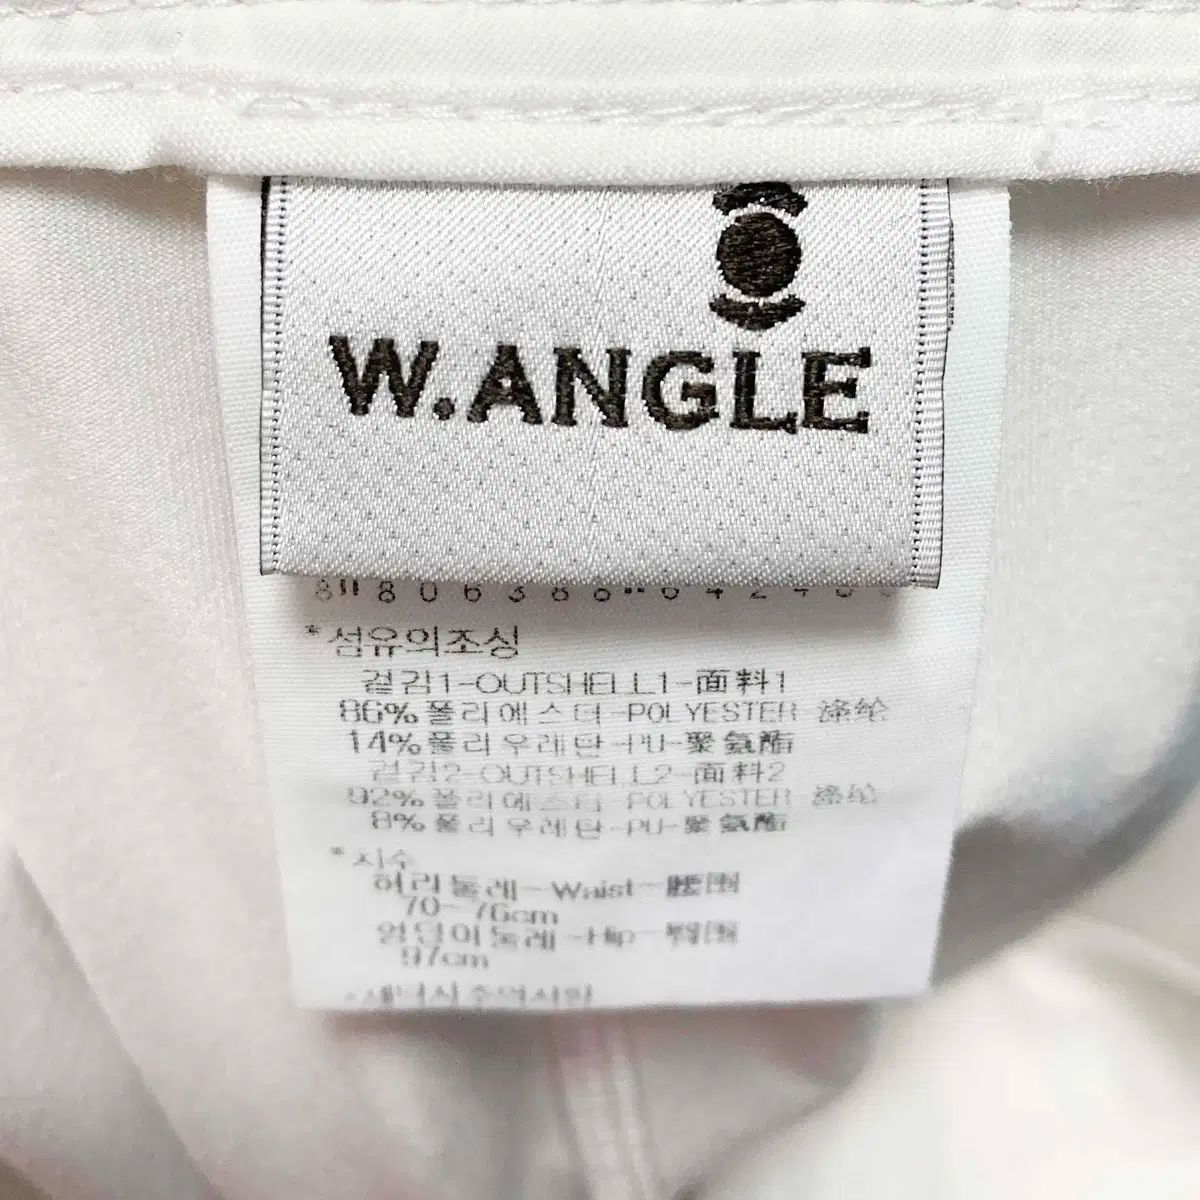 W.ANGLE
*섬유의조성
겉감1-OUTSHELL1-面料1
86%폴리에스터-POLYESTER 涤纶
14%폴리우레탄-PU-聚氨酯
겉감2-OUTSHELL2-面料2
92%폴리에스터-POLYESTER 涤纶
8%폴리우레탄-PU-聚氨酯
*치수
허리둘레-Waist-腰围
70-76cm
엉덩이둘레-Hip-臀围
97cm